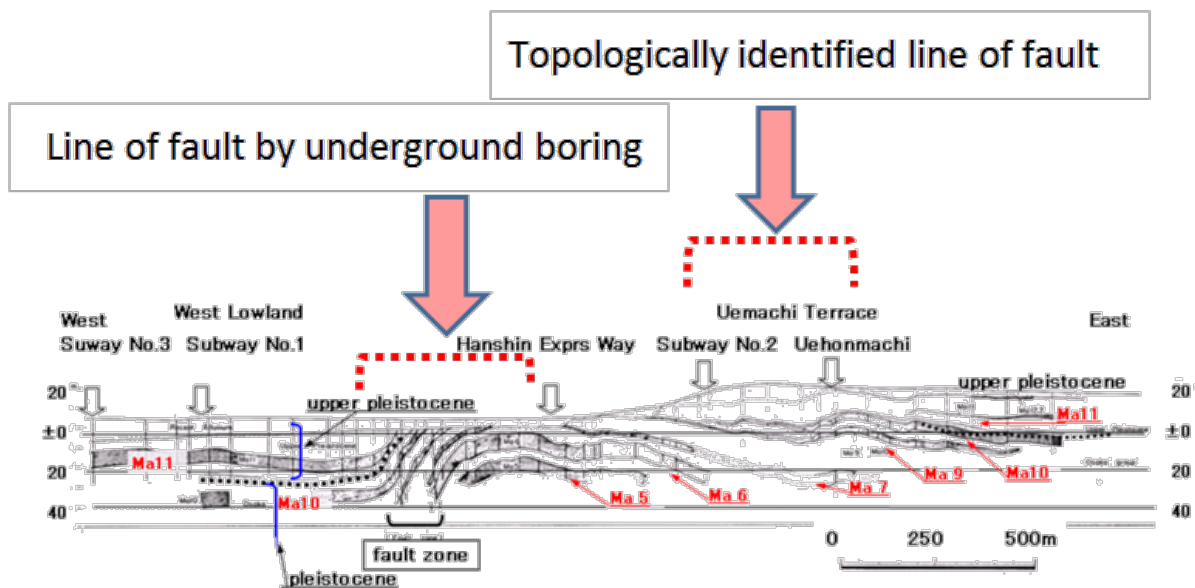 Topologically identified line of fault
Line of fault by underground boring
West Lowland
Uemachi Terrace
West
East
Suway No.3
Subway No.1
Hanshin Exprs Way
Subway No.2
Uehonmachi
20
upper pleistocene
upper pleistocene
20
Ma11
±0
±0
Ma11
20
Ma10
Ma 5
Ma 6
Ma 7
Ma 9
Ma10
20
40
40
fault zone
0 250 500m
pleistocene